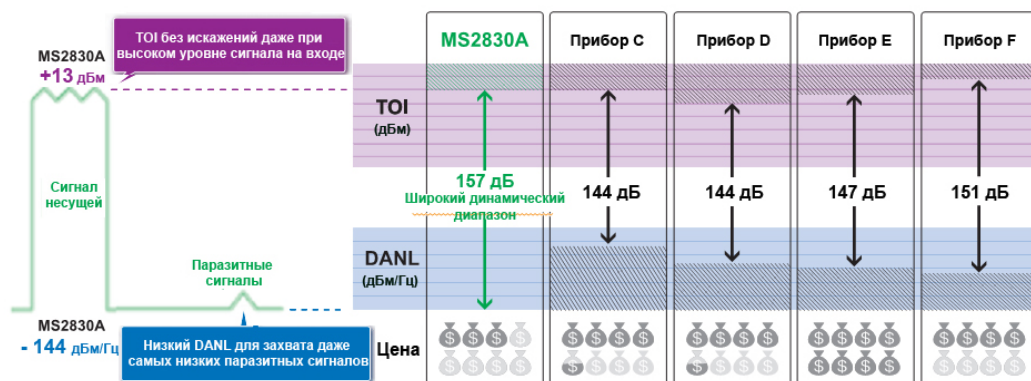 TOI без искажений даже при
высоком уровне сигнала на входе
MS2830A
+13 дБм
Сигнал
несущей
Паразитные
сигналы
MS2830A
- 144 дБм/Гц
Низкий DANL для захвата даже
самых низких паразитных сигналов
MS2830A
Прибор C
Прибор D
Прибор E
Прибор F
TOI
(дБм)
157 дБ
Широкий динамический
диапазон
144 дБ
144 дБ
147 дБ
151 дБ
DANL
(дБм/Гц)
Цена
$ $ $ $
$ $ $ $
$ $ $ $
$ $ $ $
$ $ $ $
$ $ $ $
$ $ $ $
$ $ $ $
$ $ $ $
$ $ $ $